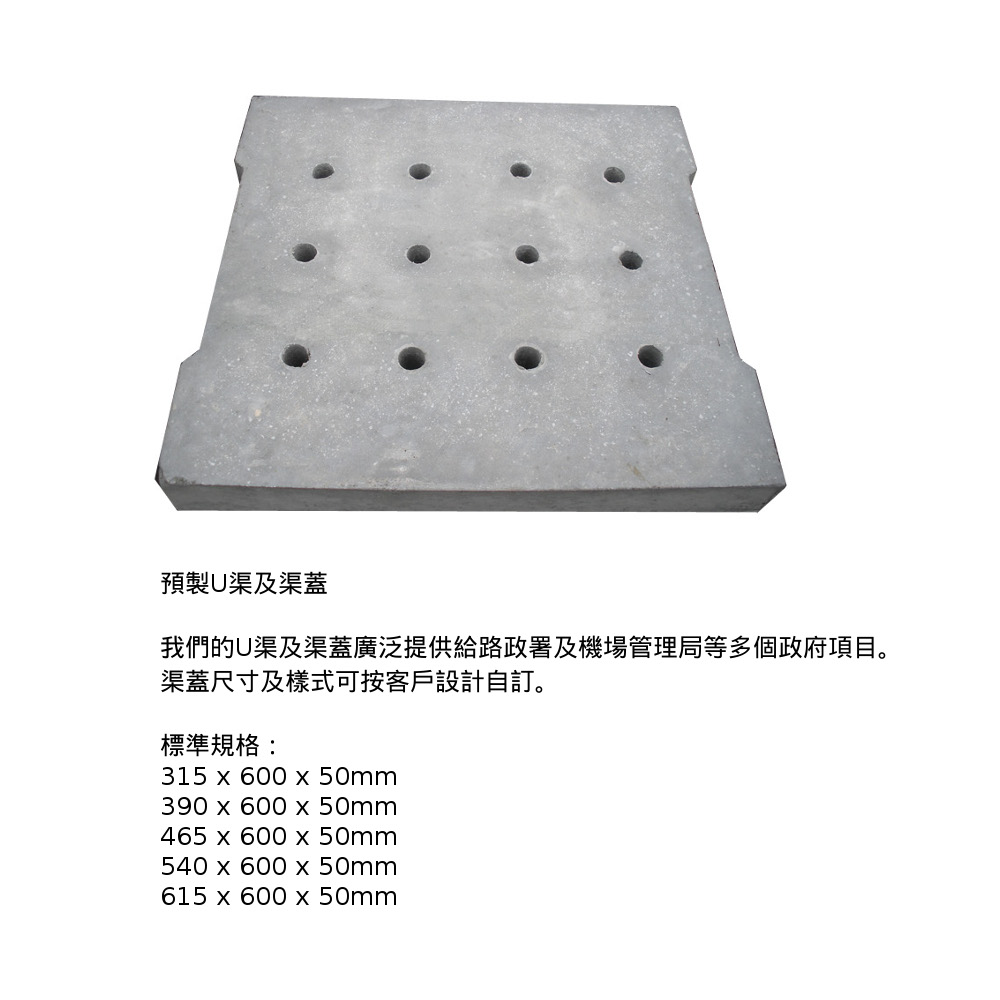 預製U渠及渠蓋
我們的U渠及渠蓋廣泛提供給路政署及機場管理局等多個政府項目。
渠蓋尺寸及樣式可按客戶設計自訂。
標準規格：
315 x 600 x 50mm
390 x 600 x 50mm
465 x 600 x 50mm
540 x 600 x 50mm
615 x 600 x 50mm